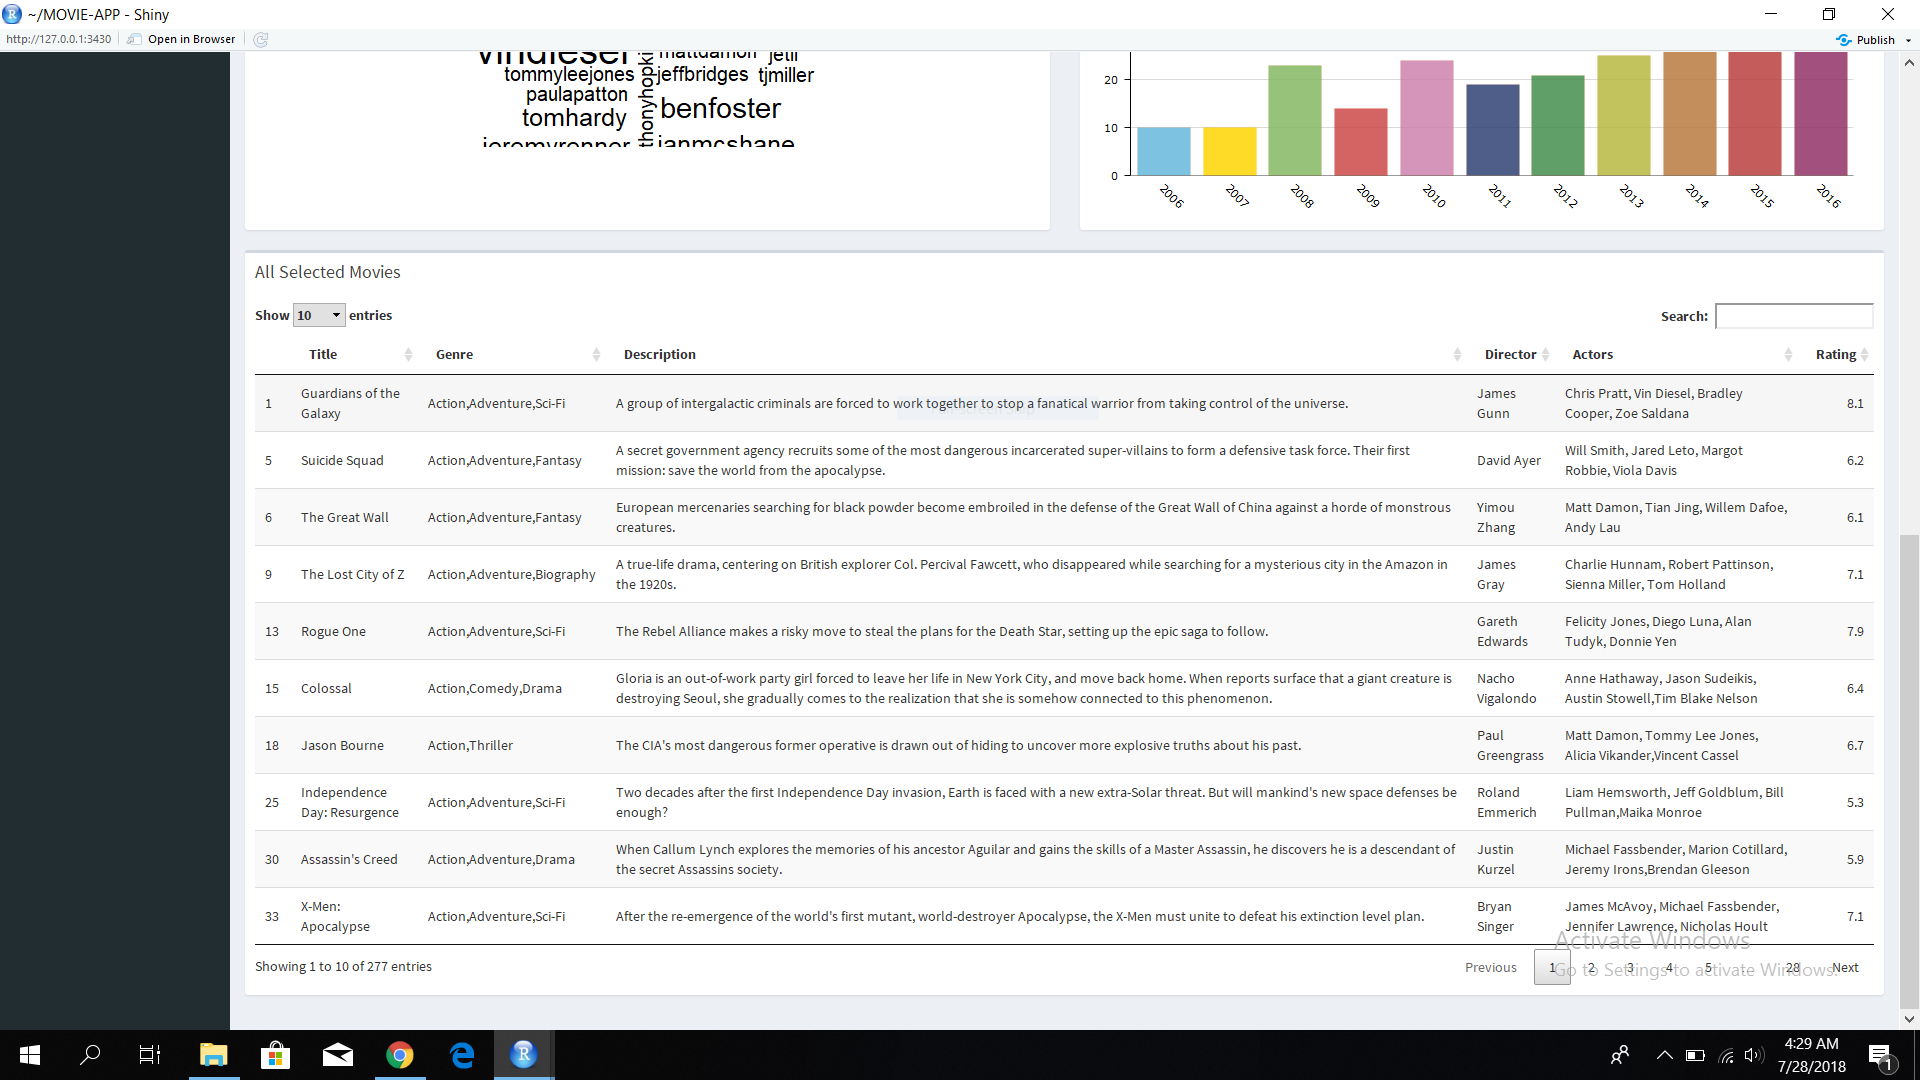 ~/MOVIE-APP - Shiny
http://127.0.0.1:3430 Open in Browser Publish
vindiesel mattdamon jetli
tommyleejones jeffbridges tjmiller
paulapatton
benfoster
tomhardy
thonyhopki
jeremyrenner ianmcshane
20
10
0
2006 2007 2008 2009 2010 2011 2012 2013 2014 2015 2016
All Selected Movies
Show 10 entries Search:
Title Genre Description Director Actors Rating
1 Guardians of the Galaxy Action,Adventure,Sci-Fi A group of intergalactic criminals are forced to work together to stop a fanatical warrior from taking control of the universe. James Gunn Chris Pratt, Vin Diesel, Bradley Cooper, Zoe Saldana 8.1
5 Suicide Squad Action,Adventure,Fantasy A secret government agency recruits some of the most dangerous incarcerated super-villains to form a defensive task force. Their first mission: save the world from the apocalypse. David Ayer Will Smith, Jared Leto, Margot Robbie, Viola Davis 6.2
6 The Great Wall Action,Adventure,Fantasy European mercenaries searching for black powder become embroiled in the defense of the Great Wall of China against a horde of monstrous creatures. Yimou Zhang Matt Damon, Tian Jing, Willem Dafoe, Andy Lau 6.1
9 The Lost City of Z Action,Adventure,Biography A true-life drama, centering on British explorer Col. Percival Fawcett, who disappeared while searching for a mysterious city in the Amazon in the 1920s. James Gray Charlie Hunnam, Robert Pattinson, Sienna Miller, Tom Holland 7.1
13 Rogue One Action,Adventure,Sci-Fi The Rebel Alliance makes a risky move to steal the plans for the Death Star, setting up the epic saga to follow. Gareth Edwards Felicity Jones, Diego Luna, Alan Tudyk, Donnie Yen 7.9
15 Colossal Action,Comedy,Drama Gloria is an out-of-work party girl forced to leave her life in New York City, and move back home. When reports surface that a giant creature is destroying Seoul, she gradually comes to the realization that she is somehow connected to this phenomenon. Nacho Vigalondo Anne Hathaway, Jason Sudeikis, Austin Stowell,Tim Blake Nelson 6.4
18 Jason Bourne Action,Thriller The CIA's most dangerous former operative is drawn out of hiding to uncover more explosive truths about his past. Paul Greengrass Matt Damon, Tommy Lee Jones, Alicia Vikander,Vincent Cassel 6.7
25 Independence Day: Resurgence Action,Adventure,Sci-Fi Two decades after the first Independence Day invasion, Earth is faced with a new extra-Solar threat. But will mankind's new space defenses be enough? Roland Emmerich Liam Hemsworth, Jeff Goldblum, Bill Pullman,Maika Monroe 5.3
30 Assassin's Creed Action,Adventure,Drama When Callum Lynch explores the memories of his ancestor Aguilar and gains the skills of a Master Assassin, he discovers he is a descendant of the secret Assassins society. Justin Kurzel Michael Fassbender, Marion Cotillard, Jeremy Irons,Brendan Gleeson 5.9
33 X-Men: Apocalypse Action,Adventure,Sci-Fi After the re-emergence of the world's first mutant, world-destroyer Apocalypse, the X-Men must unite to defeat his extinction level plan. Bryan Singer James McAvoy, Michael Fassbender, Jennifer Lawrence, Nicholas Hoult 7.1
Activate Windows
Go to Settings to activate Windows.
Showing 1 to 10 of 277 entries Previous 1 2 3 4 5 28 Next
4:29 AM
7/28/2018
1